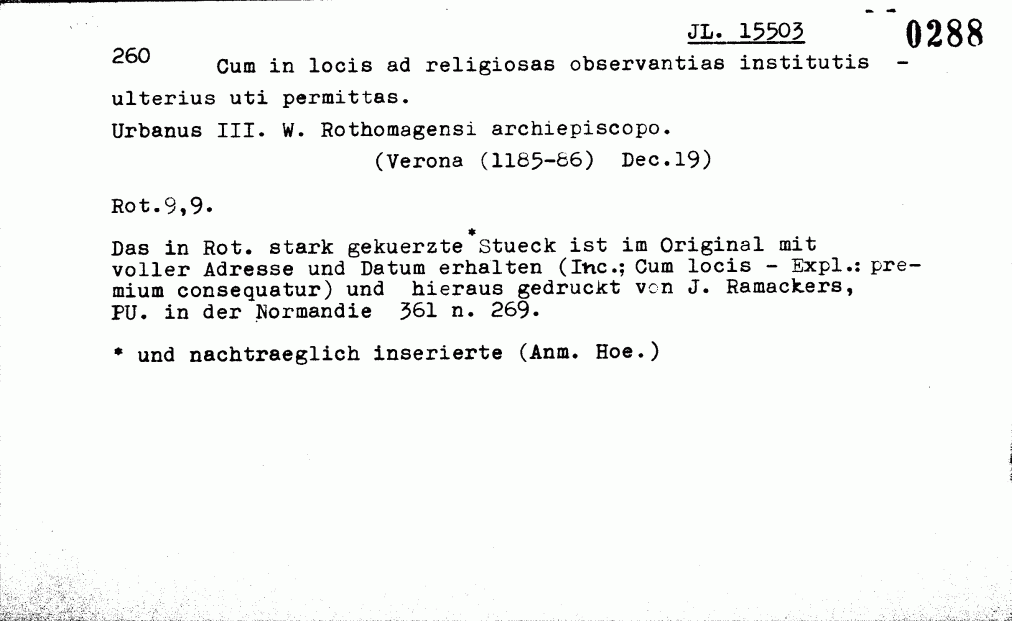 JL. 15503 0288
260 Cum in locis ad religiosas observantias institutis -
ulterius uti permittas.
Urbanus III. W. Rothomagensi archiepiscopo.
(Verona (1185-86) Dec.19)
Rot.9,9.
Das in Rot. stark gekuerzte*Stueck ist im Original mit
voller Adresse und Datum erhalten (Inc.; Cum locis - Expl.: pre-
mium consequatur) und hieraus gedruckt von J. Ramackers,
PU. in der Normandie 361 n. 269.
* und nachtraeglich inserierte (Anm. Hoe.)